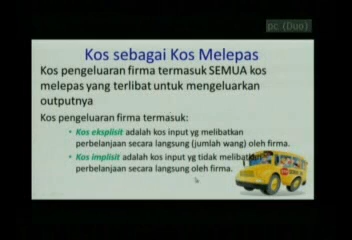 pc (Duo)
Kos sebagai Kos Melepas
Kos pengeluaran firma termasuk SEMUA kos
melepas yang terlibat untuk mengeluarkan
outputnya
Kos pengeluaran firma termasuk:
• Kos eksplisit adalah kos input yg melibatkan
perbelanjaan secara langsung (jumlah wang) oleh firma.
• Kos implisit adalah kos input yg tidak melibatkan
perbelanjaan secara langsung oleh firma.